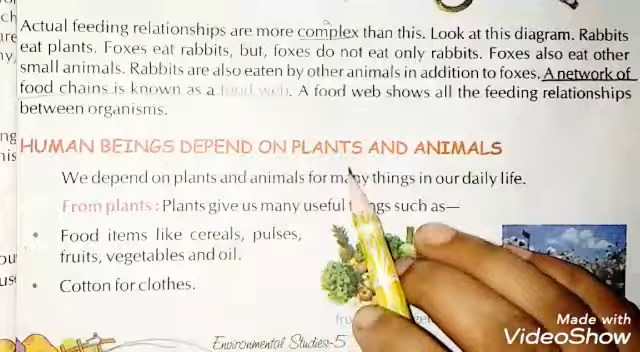 Actual feeding relationships are more complex than this. Look at this diagram. Rabbits
eat plants. Foxes eat rabbits, but, foxes do not eat only rabbits. Foxes also eat other
small animals. Rabbits are also eaten by other animals in addition to foxes. A network of
food chains is known as a food web. A food web shows all the feeding relationships
between organisms.
HUMAN BEINGS DEPEND ON PLANTS AND ANIMALS
We depend on plants and animals for many things in our daily life.
From plants : Plants give us many useful such as—
• Food items like cereals, pulses,
fruits, vegetables and oil.
• Cotton for clothes.
Environmental Studies-5
Made with
VideoShow